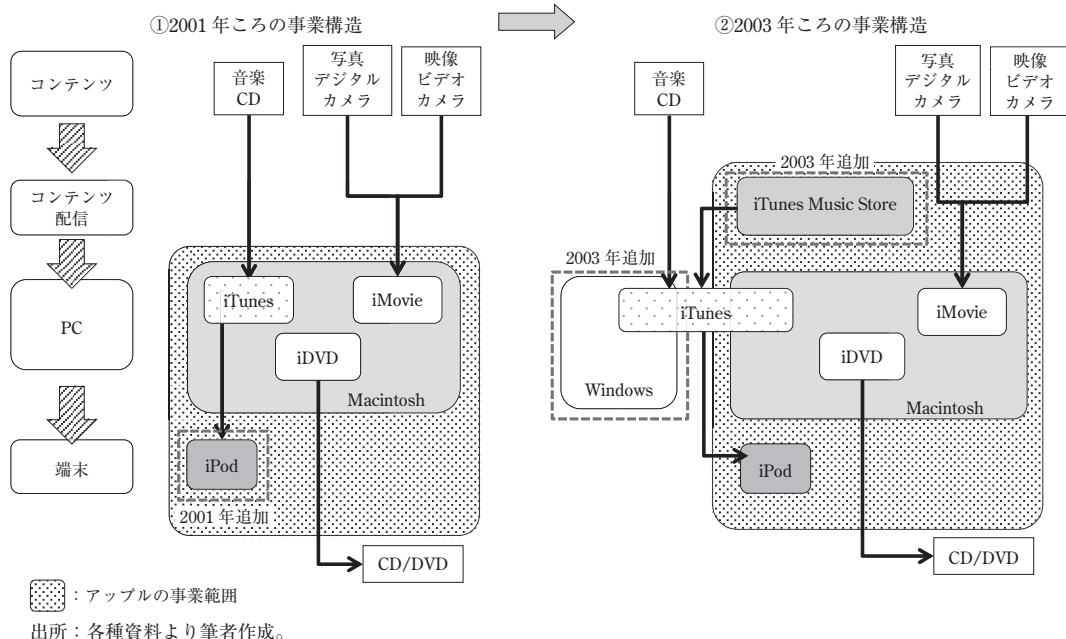 ①2001 年ころの事業構造
②2003 年ころの事業構造
コンテンツ
コンテンツ
配信
PC
端末
音楽
CD
写真
デジタル
カメラ
映像
ビデオ
カメラ
iTunes
iMovie
iDVD
Macintosh
iPod
2001 年追加
CD/DVD
音楽
CD
写真
デジタル
カメラ
映像
ビデオ
カメラ
2003 年追加
iTunes Music Store
2003 年追加
iTunes
iMovie
iDVD
Windows
Macintosh
iPod
CD/DVD
：アップルの事業範囲
出所：各種資料より筆者作成。